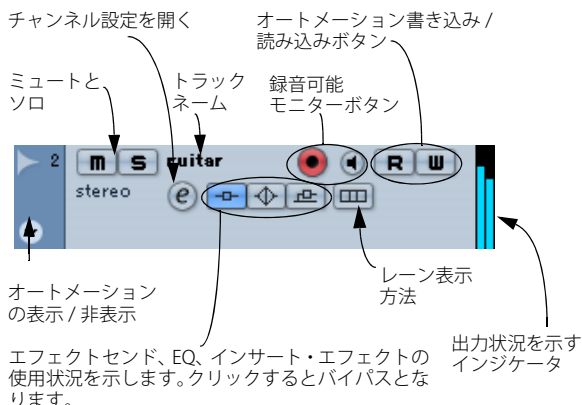 チャンネル設定を開く
オートメーション書き込み /
読み込みボタン
ミュートと
ソロ
トラック
ネーム
録音可能
モニターボタン
2 m S guitar R W
stereo e
オートメーション
の表示 / 非表示
レーン表示
方法
エフェクトセンド、EQ、インサート・エフェクトの
使用状況を示します。クリックするとバイパスとな
ります。
出力状況を示す
インジケータ